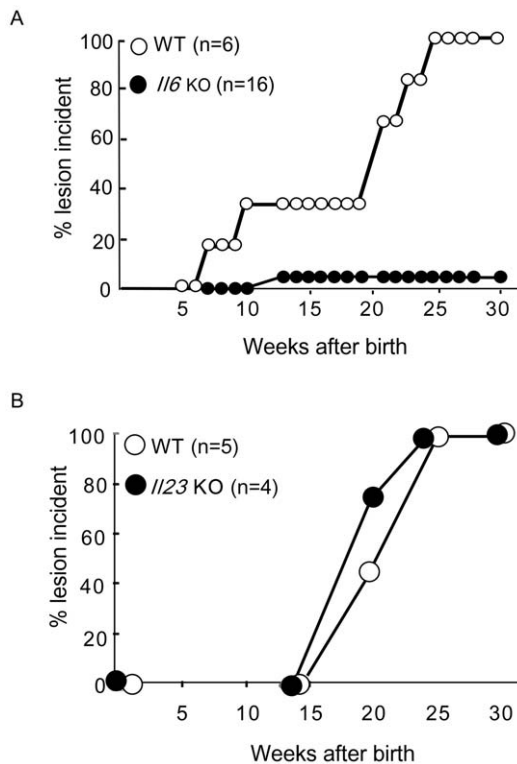 A
100
80
60
40
20
0
% lesion incident
WT (n=6)
Il6 KO (n=16)
5 10 15 20 25 30
Weeks after birth
B
100
80
60
40
20
0
% lesion incident
WT (n=5)
Il23 KO (n=4)
5 10 15 20 25 30
Weeks after birth